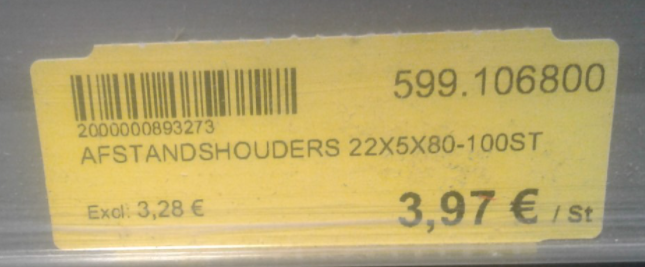 599.106800
2000000893273
AFSTANDSHOUDERS 22X5X80-100ST
Excl: 3,28 €
3,97 € / St